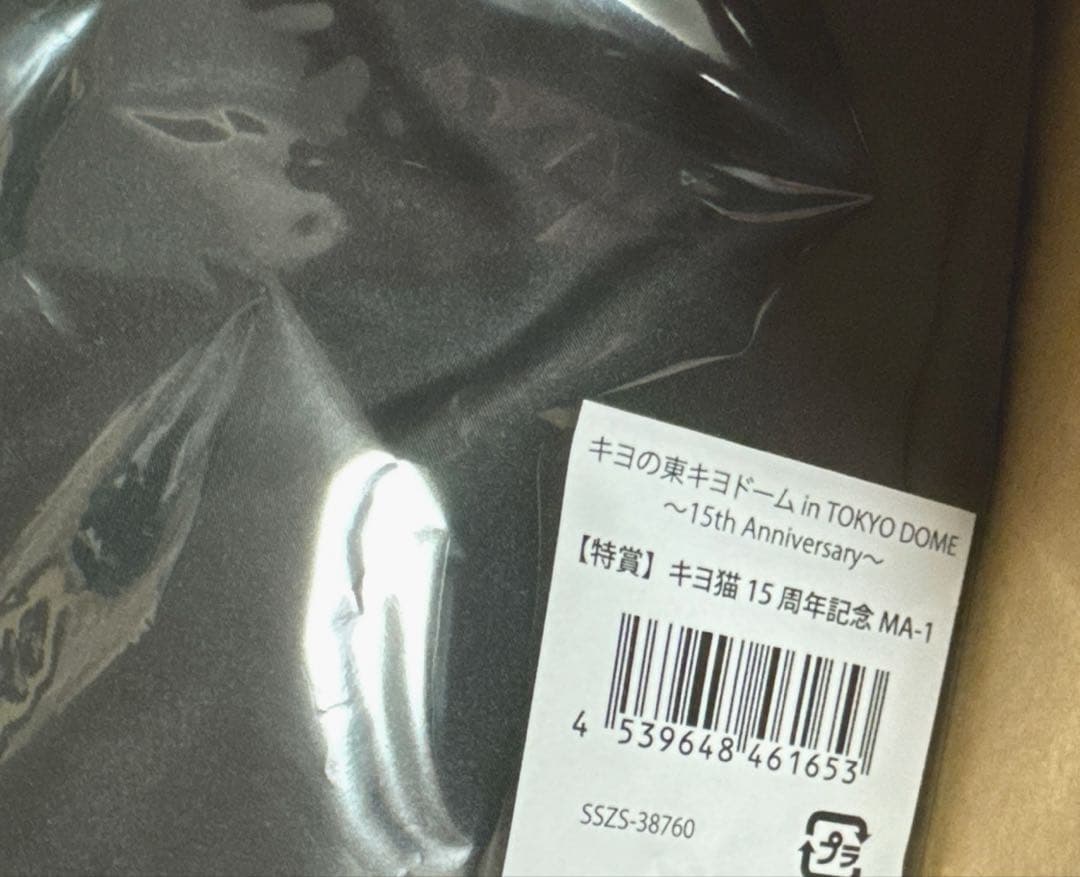 キヨの東キヨドーム in TOKYO DOME
～15th Anniversary～
【特賞】キヨ猫 15 周年記念 MA-1
4 539648 461653
SSZS-38760
プラ